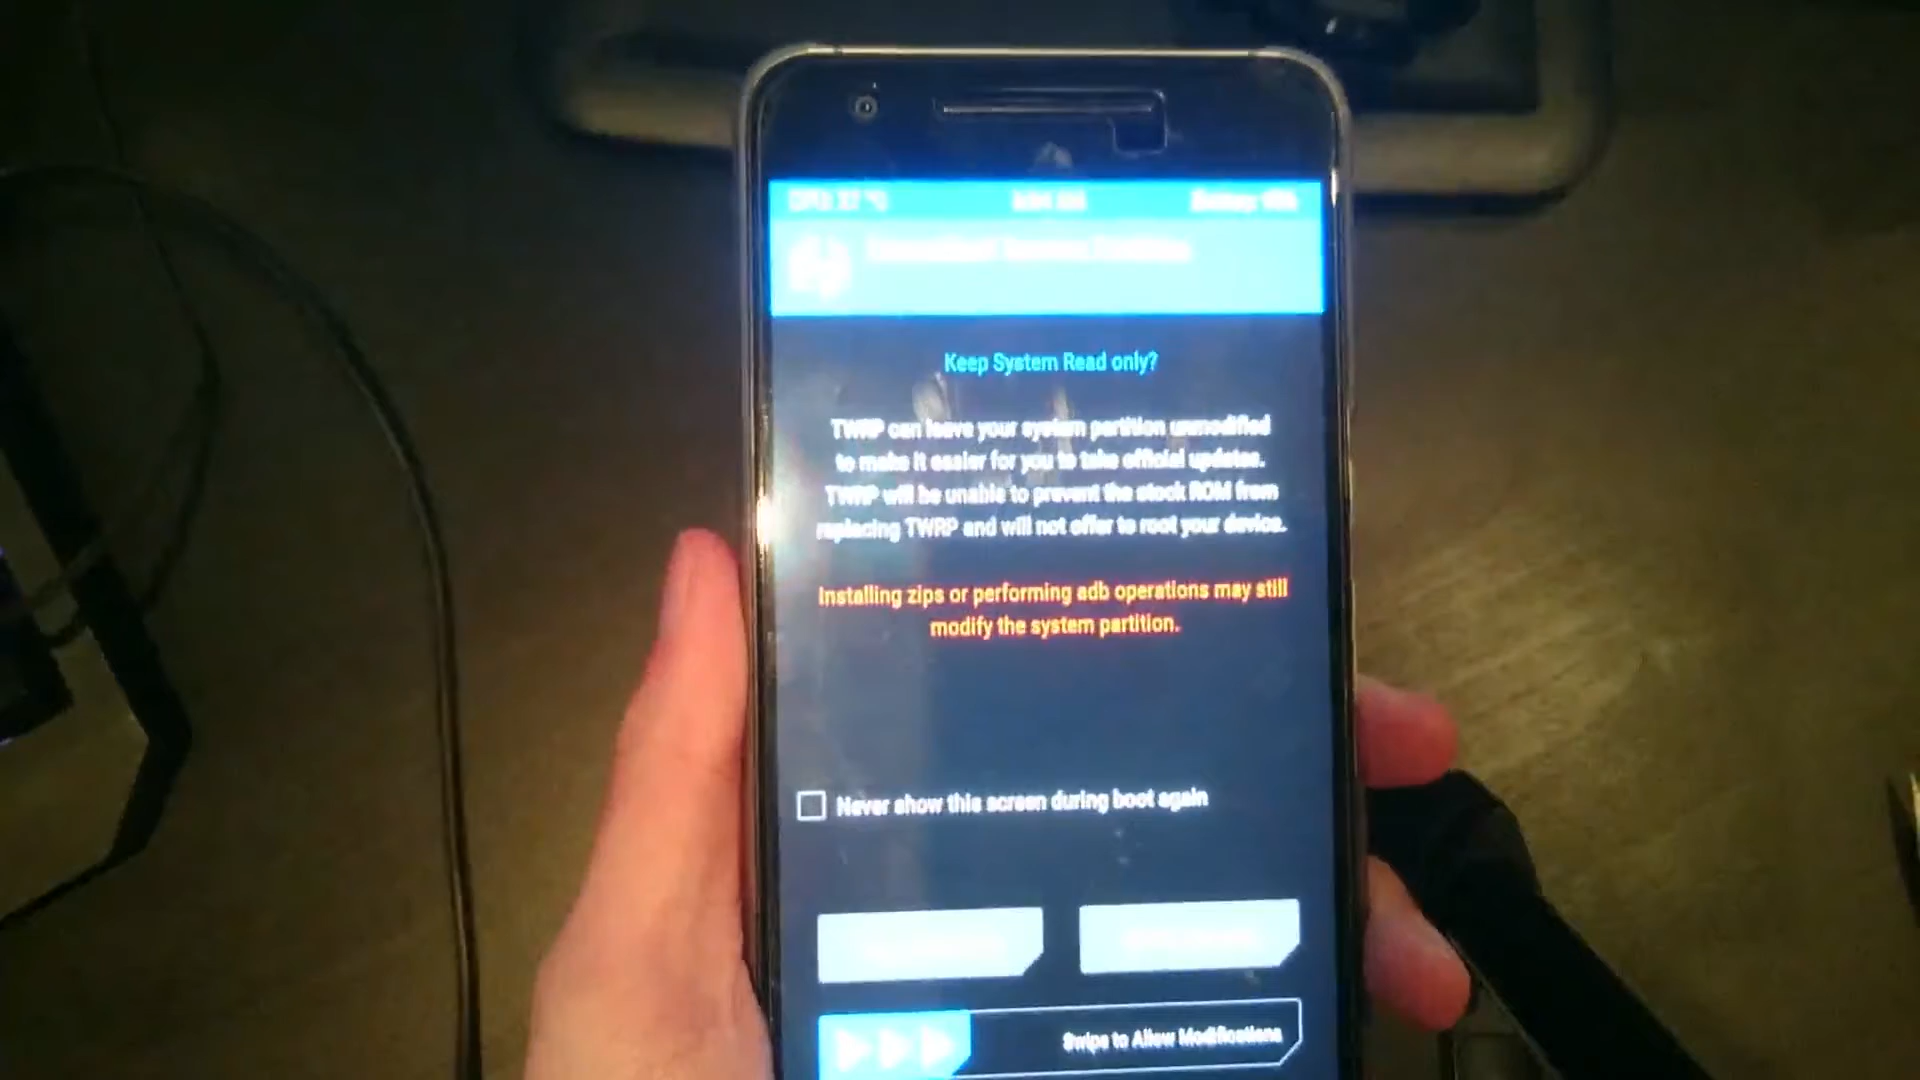 Keep System Read only?
TWRP can leave your system partition unmodified
to make it easier for you to take official updates.
TWRP will be unable to prevent the stock ROM from
replacing TWRP and will not offer to root your device.
Installing zips or performing adb operations may still
modify the system partition.
Never show this screen during boot again
Swipe to Allow Modifications